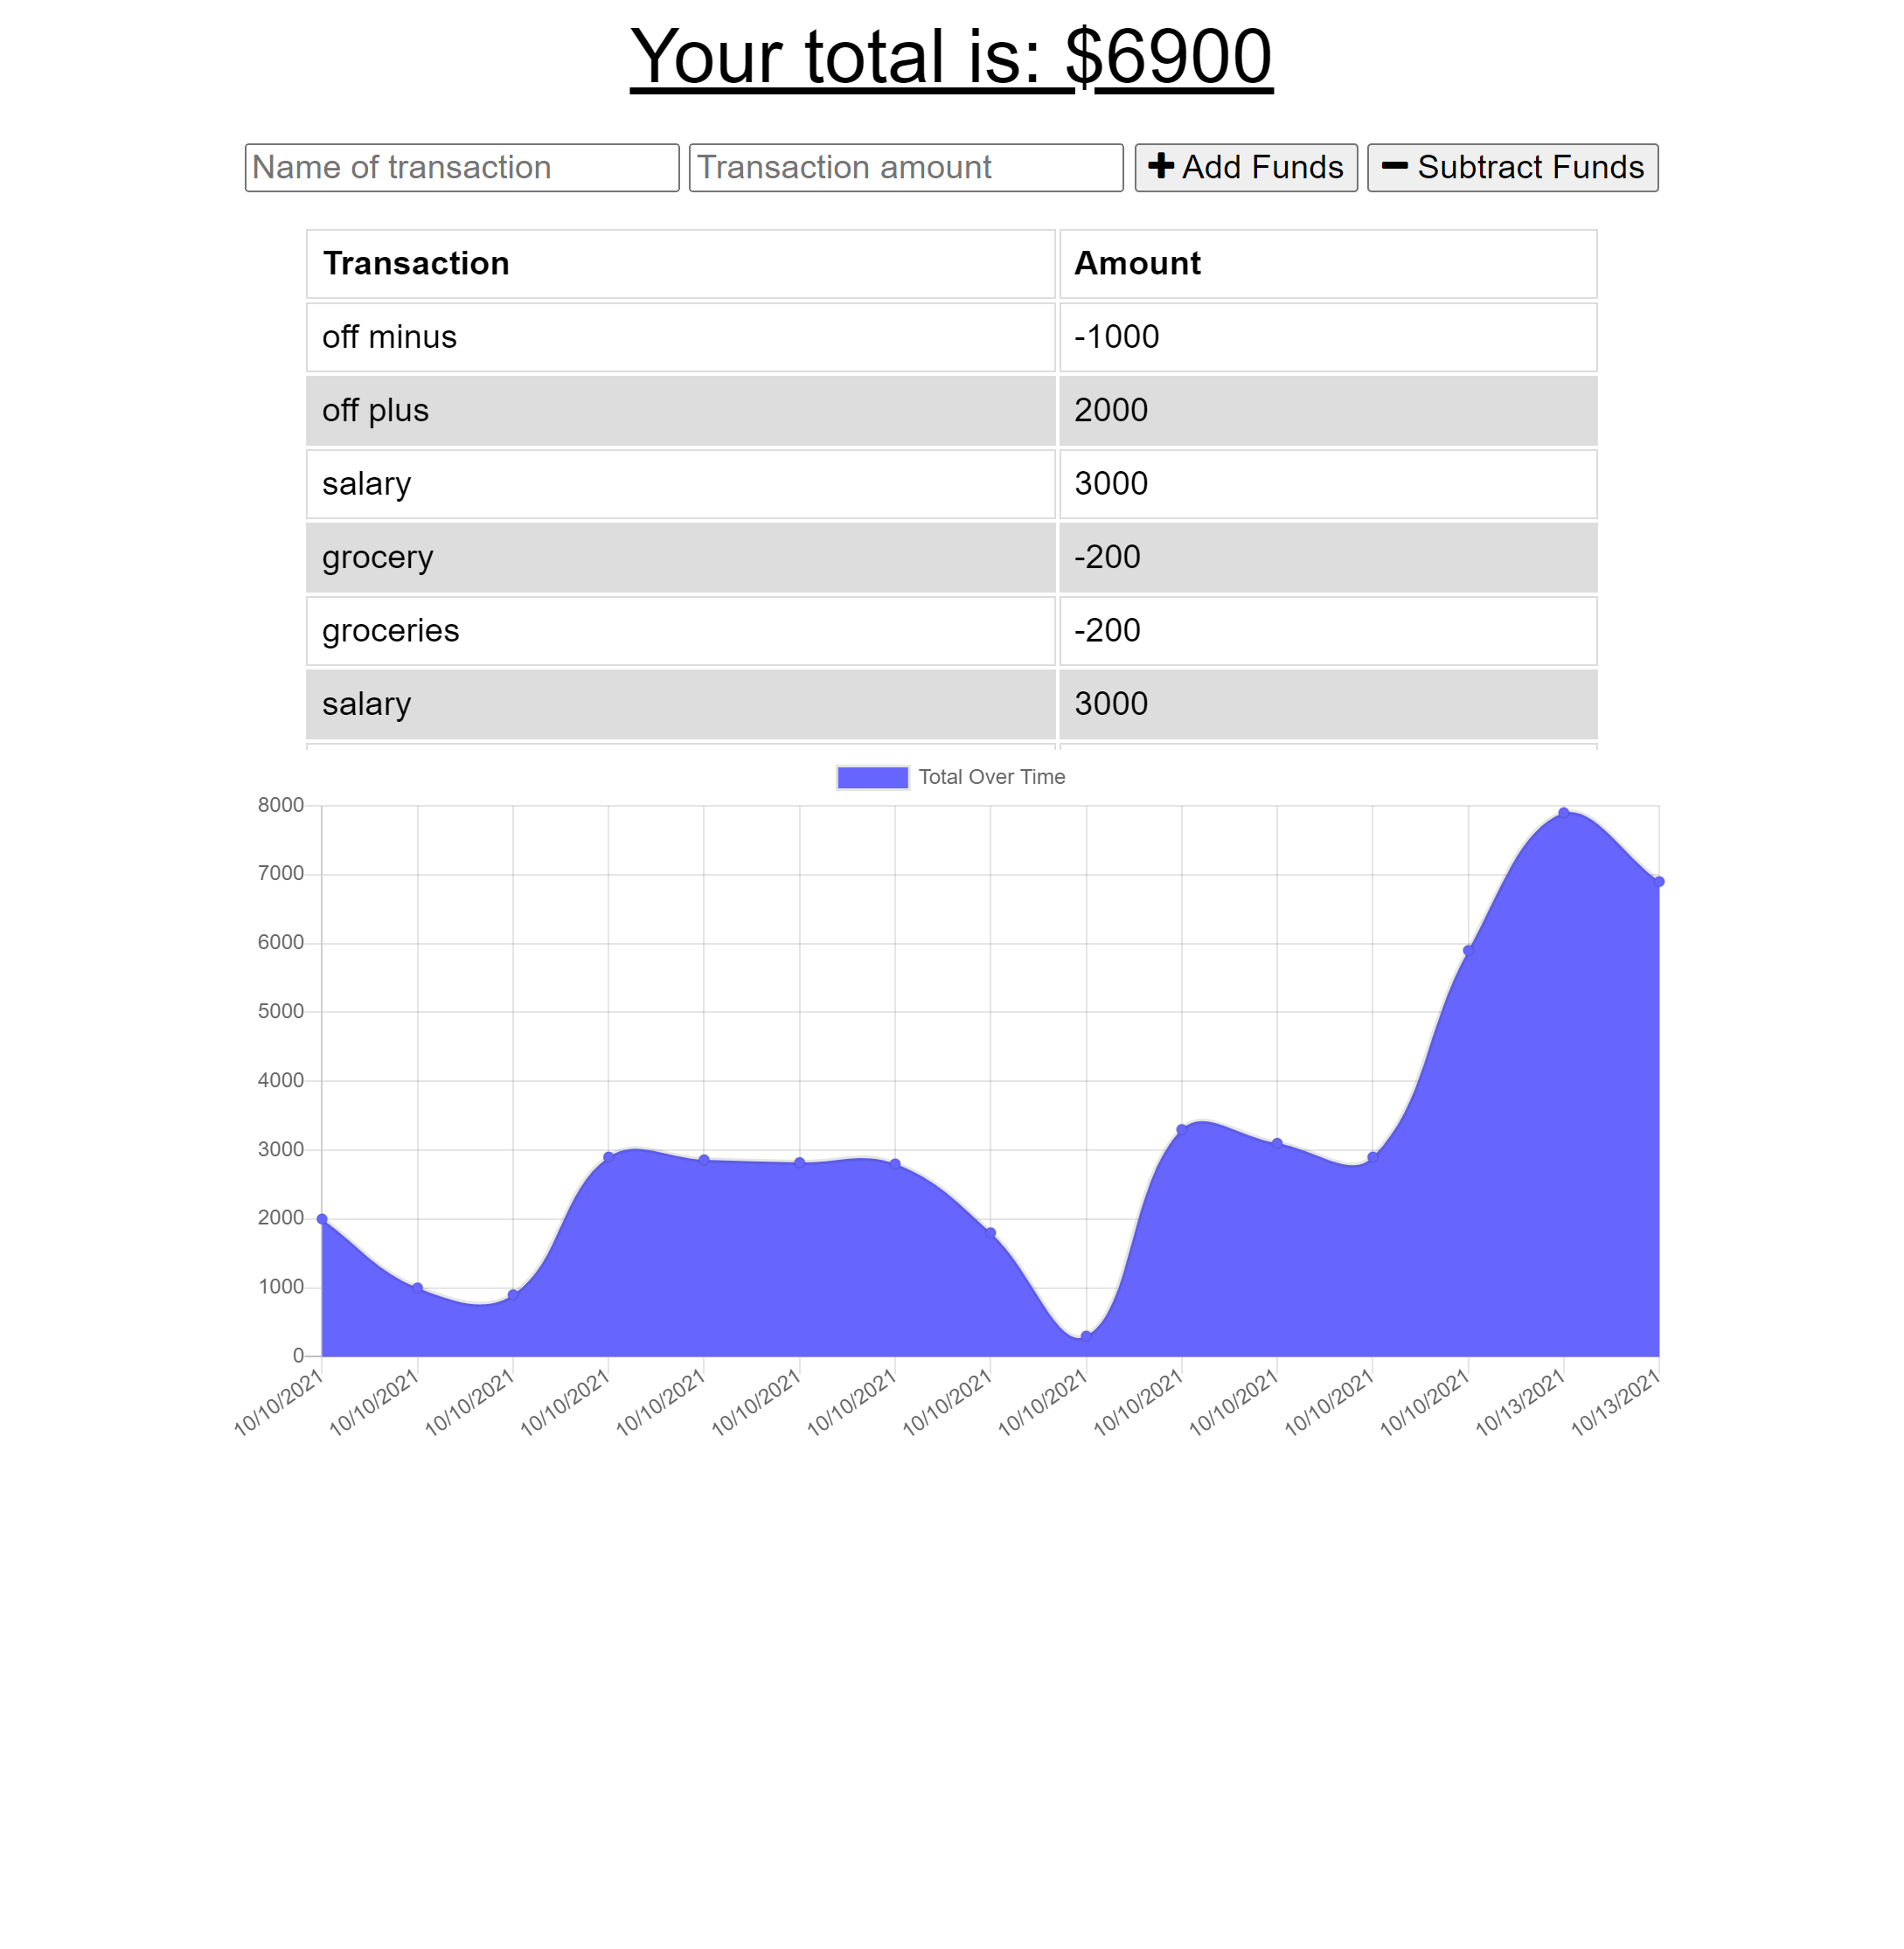 Your total is: $6900
Name of transaction Transaction amount Add Funds Subtract Funds
Transaction Amount
off minus -1000
off plus 2000
salary 3000
grocery -200
groceries -200
salary 3000
Total Over Time
8000
7000
6000
5000
4000
3000
2000
1000
0
10/10/2021 10/10/2021 10/10/2021 10/10/2021 10/10/2021 10/10/2021 10/10/2021 10/10/2021 10/10/2021 10/10/2021 10/10/2021 10/10/2021 10/10/2021 10/13/2021 10/13/2021